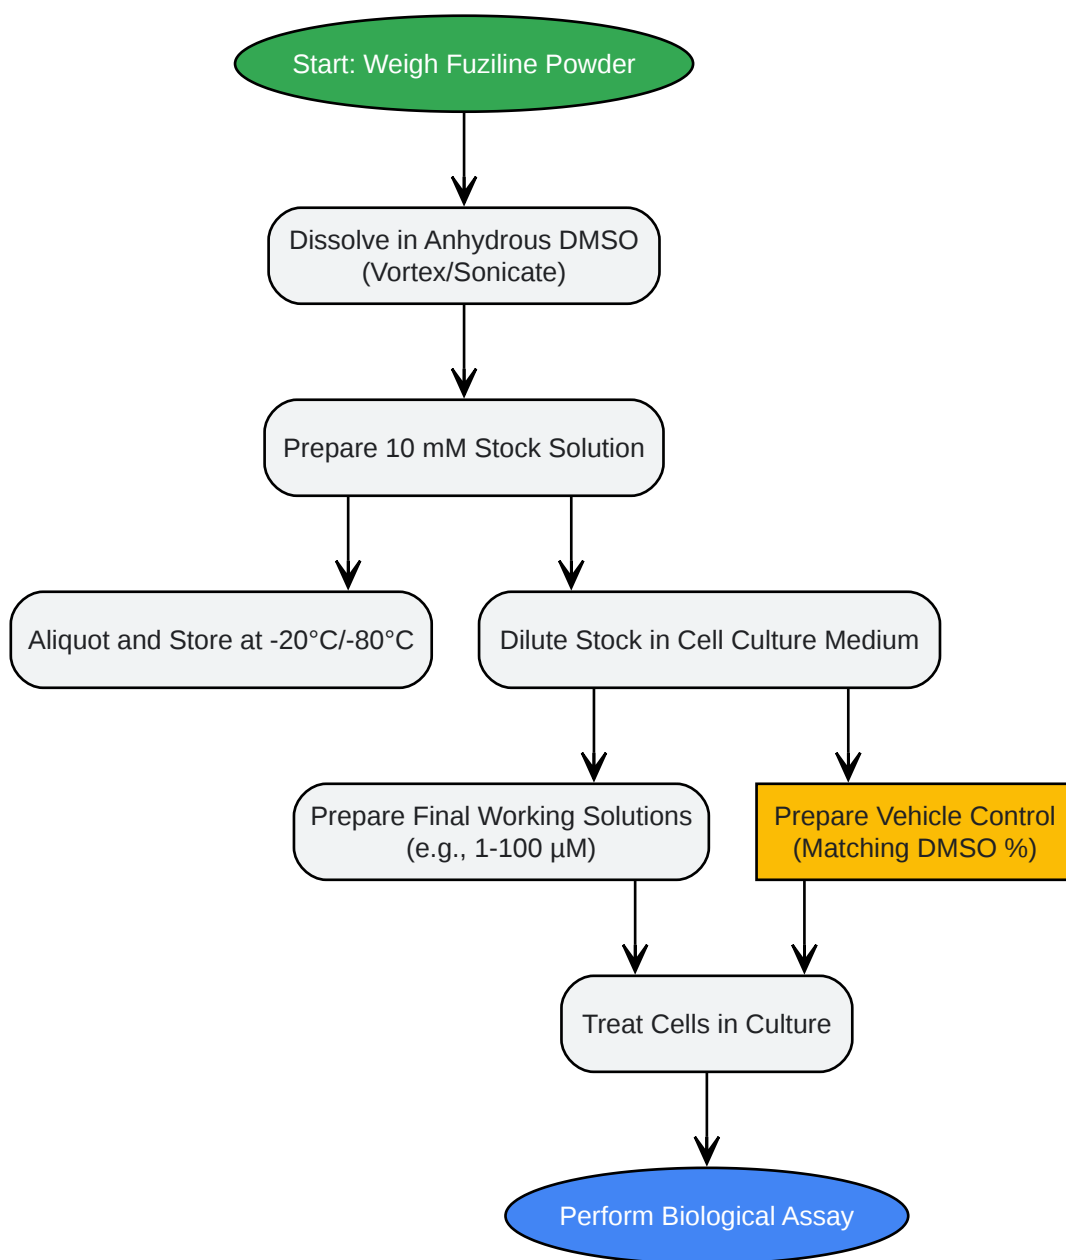 Start: Weigh Fuziline Powder
Dissolve in Anhydrous DMSO
(Vortex/Sonicate)
Prepare 10 mM Stock Solution
Aliquot and Store at -20°C/-80°C
Dilute Stock in Cell Culture Medium
Prepare Final Working Solutions
(e.g., 1-100 µM)
Prepare Vehicle Control
(Matching DMSO %)
Treat Cells in Culture
Perform Biological Assay